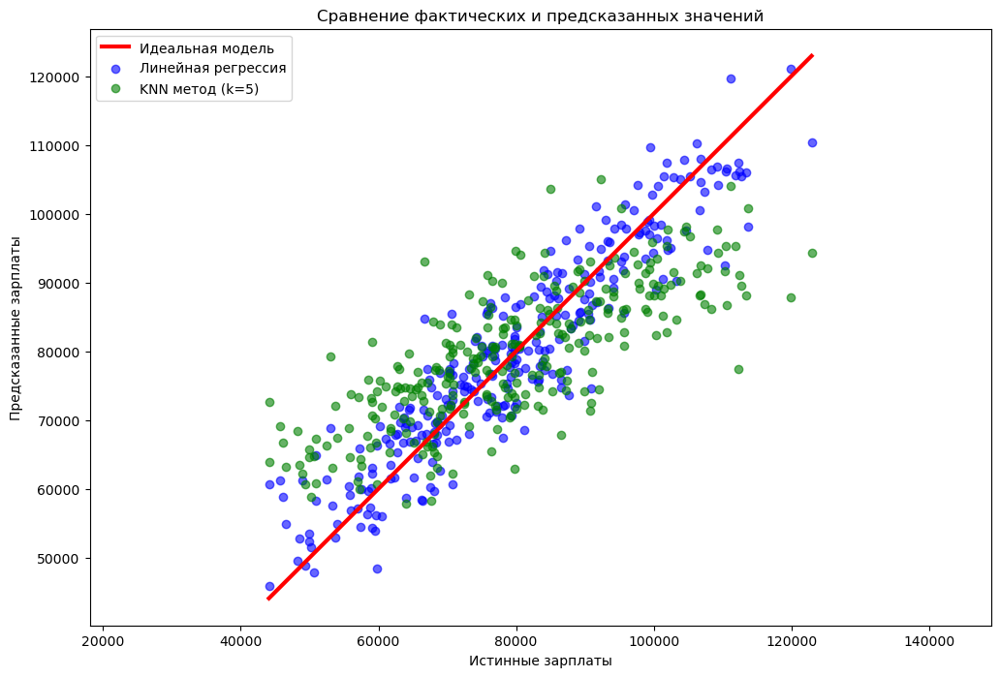 Сравнение фактических и предсказанных значений
Идеальная модель
Линейная регрессия
KNN метод (k=5)
120000
110000
100000
90000
80000
70000
60000
50000
Предсказанные зарплаты
20000
40000
60000
80000
100000
120000
140000
Истинные зарплаты